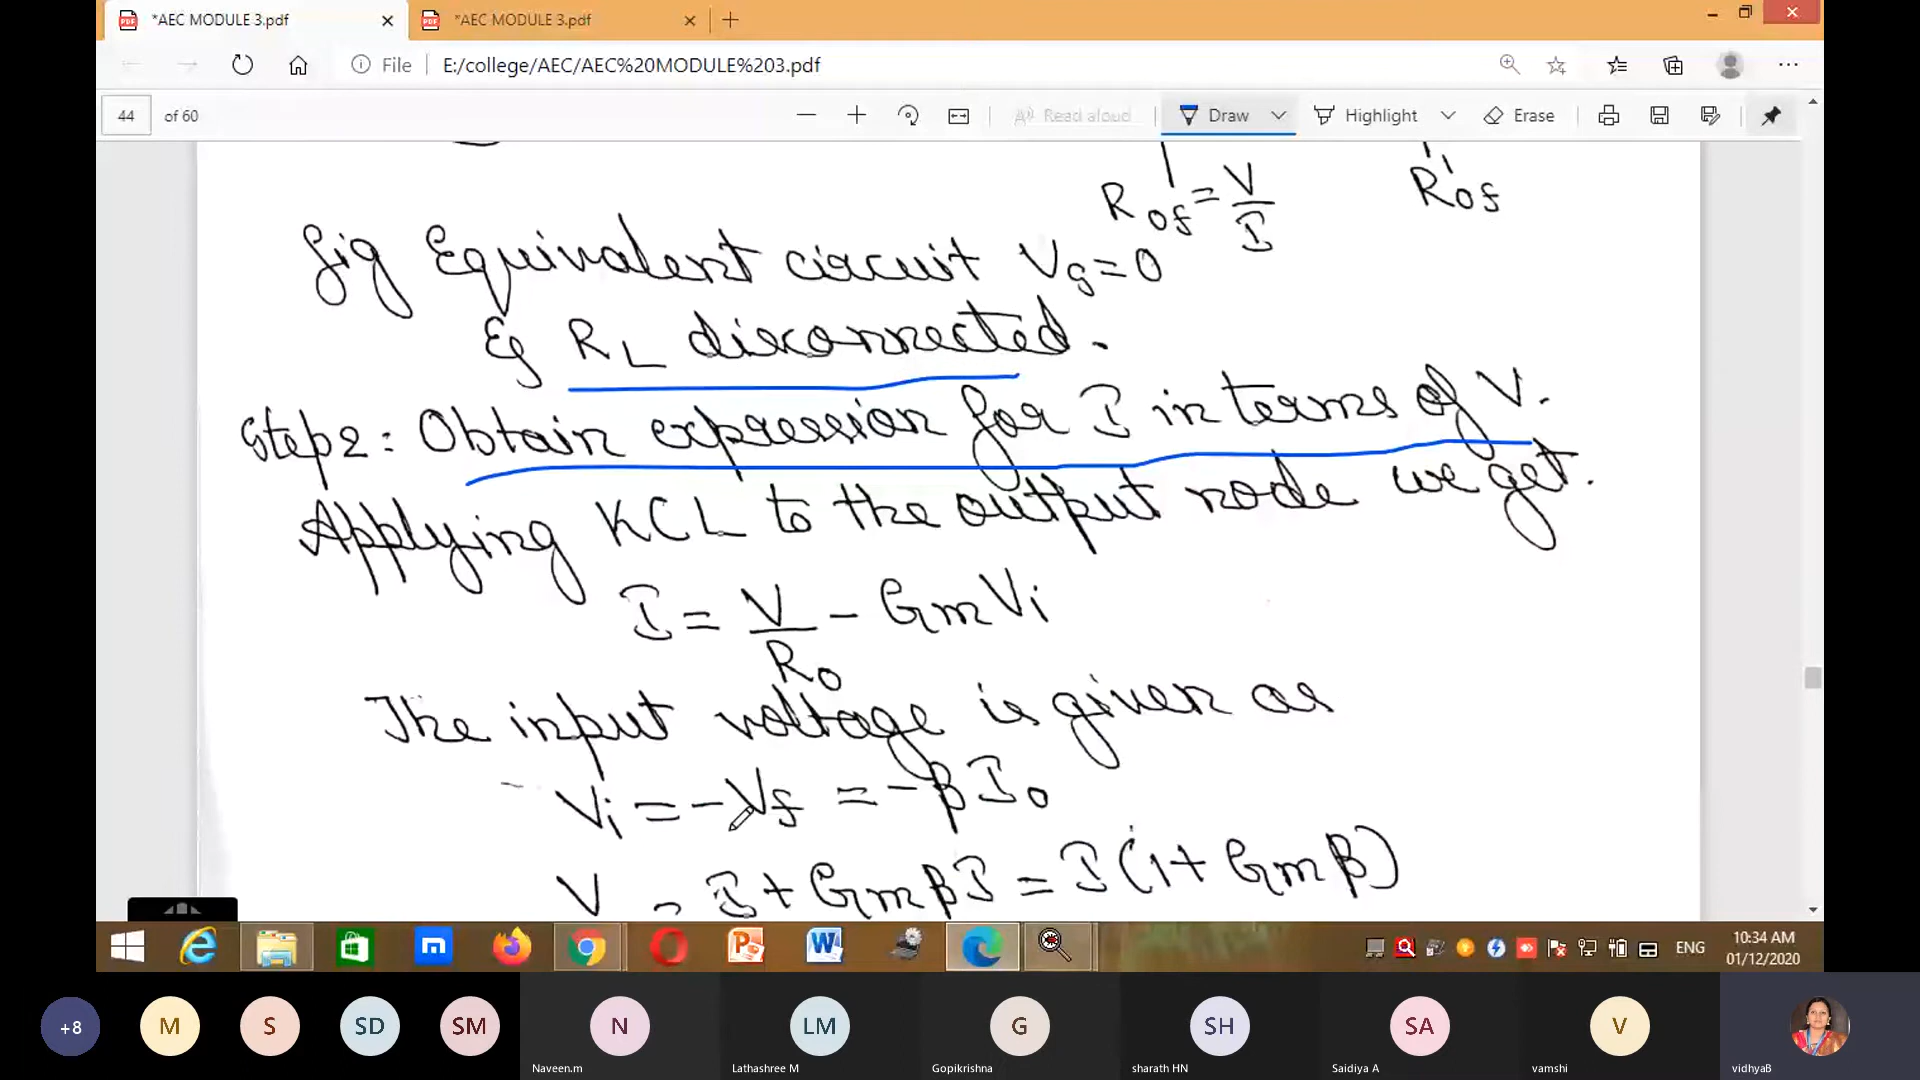 *AEC MODULE 3.pdf
*AEC MODULE 3.pdf
File E:/college/AEC/AEC%20MODULE%203.pdf
44 of 60 Read aloud Draw Highlight Erase
R of = V / I
Rof
fig Equivalent circuit Vs=0
& RL disconnected.
Step2: Obtain expression for I in terms of V.
Applying KCL to the output node we get.
I = V/Ro - GmVi
The input voltage is given as
Vi = -Vf = -βIo
V = I + GmβI = I(1+Gmβ)
ENG
10:34 AM
01/12/2020
+8 M S SD SM N LM G SH SA V
Naveen.m Lathashree M Gopikrishna sharath HN Saidiya A vamshi vidhyaB